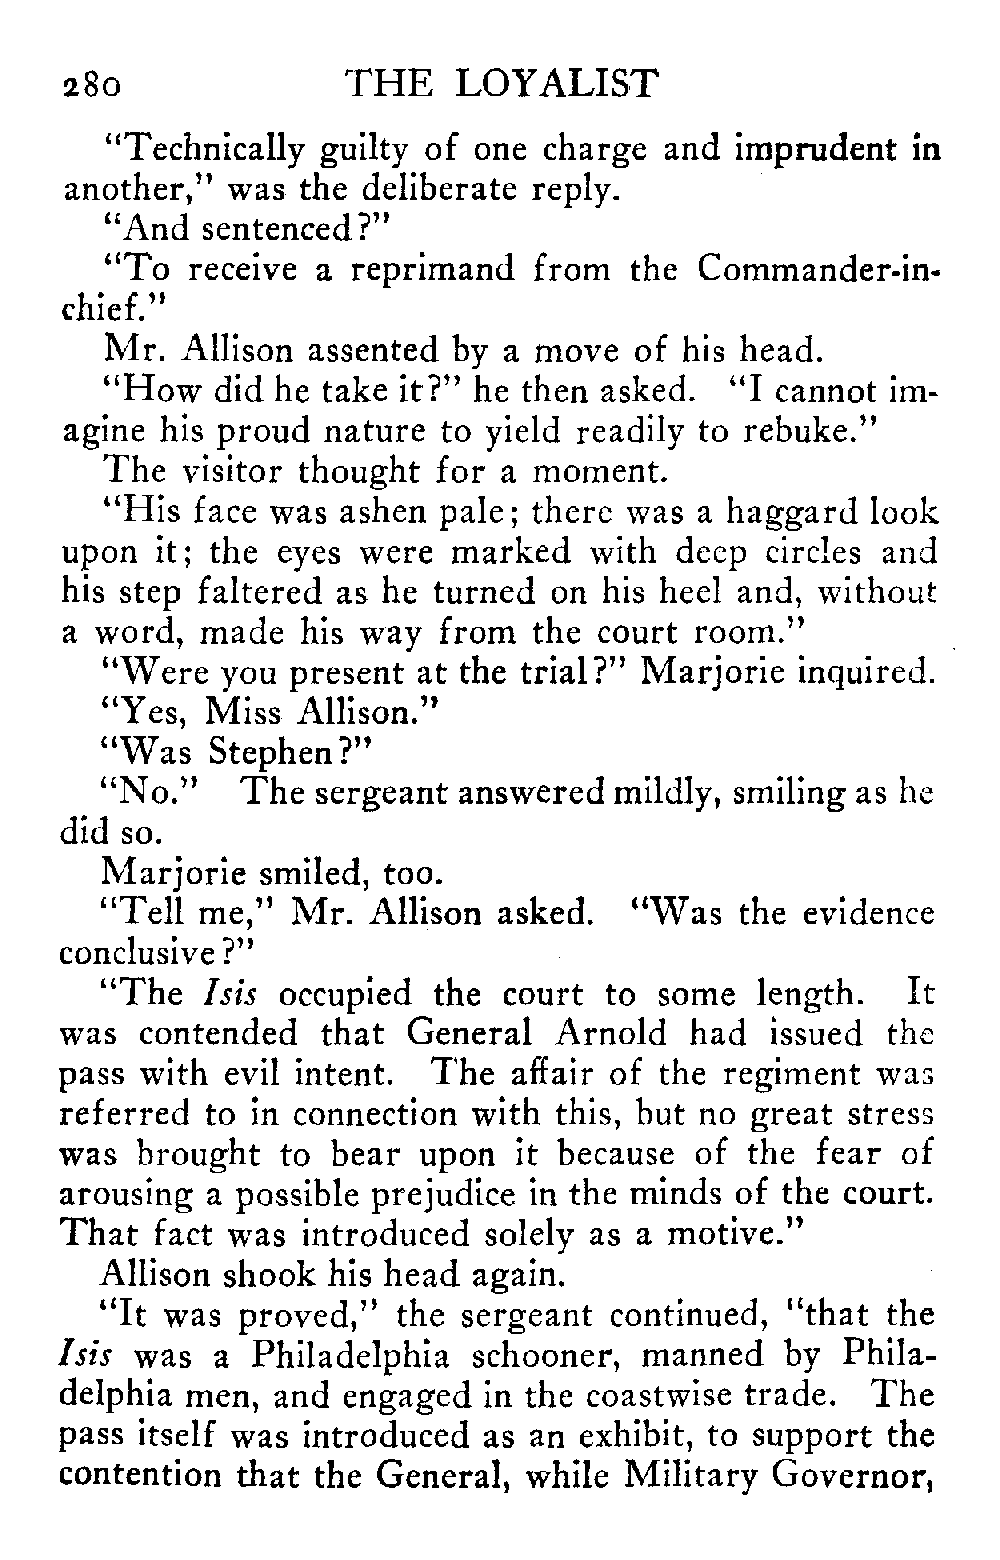 280 THE LOYALIST
"Technically guilty of one charge and imprudent in
another," was the deliberate reply.
"And sentenced?"
"To receive a reprimand from the Commander-in-
chief."
Mr. Allison assented by a move of his head.
"How did he take it?" he then asked. "I cannot im-
agine his proud nature to yield readily to rebuke."
The visitor thought for a moment.
"His face was ashen pale; there was a haggard look
upon it; the eyes were marked with deep circles and
his step faltered as he turned on his heel and, without
a word, made his way from the court room."
"Were you present at the trial?" Marjorie inquired.
"Yes, Miss Allison."
"Was Stephen?"
"No." The sergeant answered mildly, smiling as he
did so.
Marjorie smiled, too.
"Tell me," Mr. Allison asked. "Was the evidence
conclusive?"
"The Isis occupied the court to some length. It
was contended that General Arnold had issued the
pass with evil intent. The affair of the regiment was
referred to in connection with this, but no great stress
was brought to bear upon it because of the fear of
arousing a possible prejudice in the minds of the court.
That fact was introduced solely as a motive."
Allison shook his head again.
"It was proved," the sergeant continued, "that the
Isis was a Philadelphia schooner, manned by Phila-
delphia men, and engaged in the coastwise trade. The
pass itself was introduced as an exhibit, to support the
contention that the General, while Military Governor,